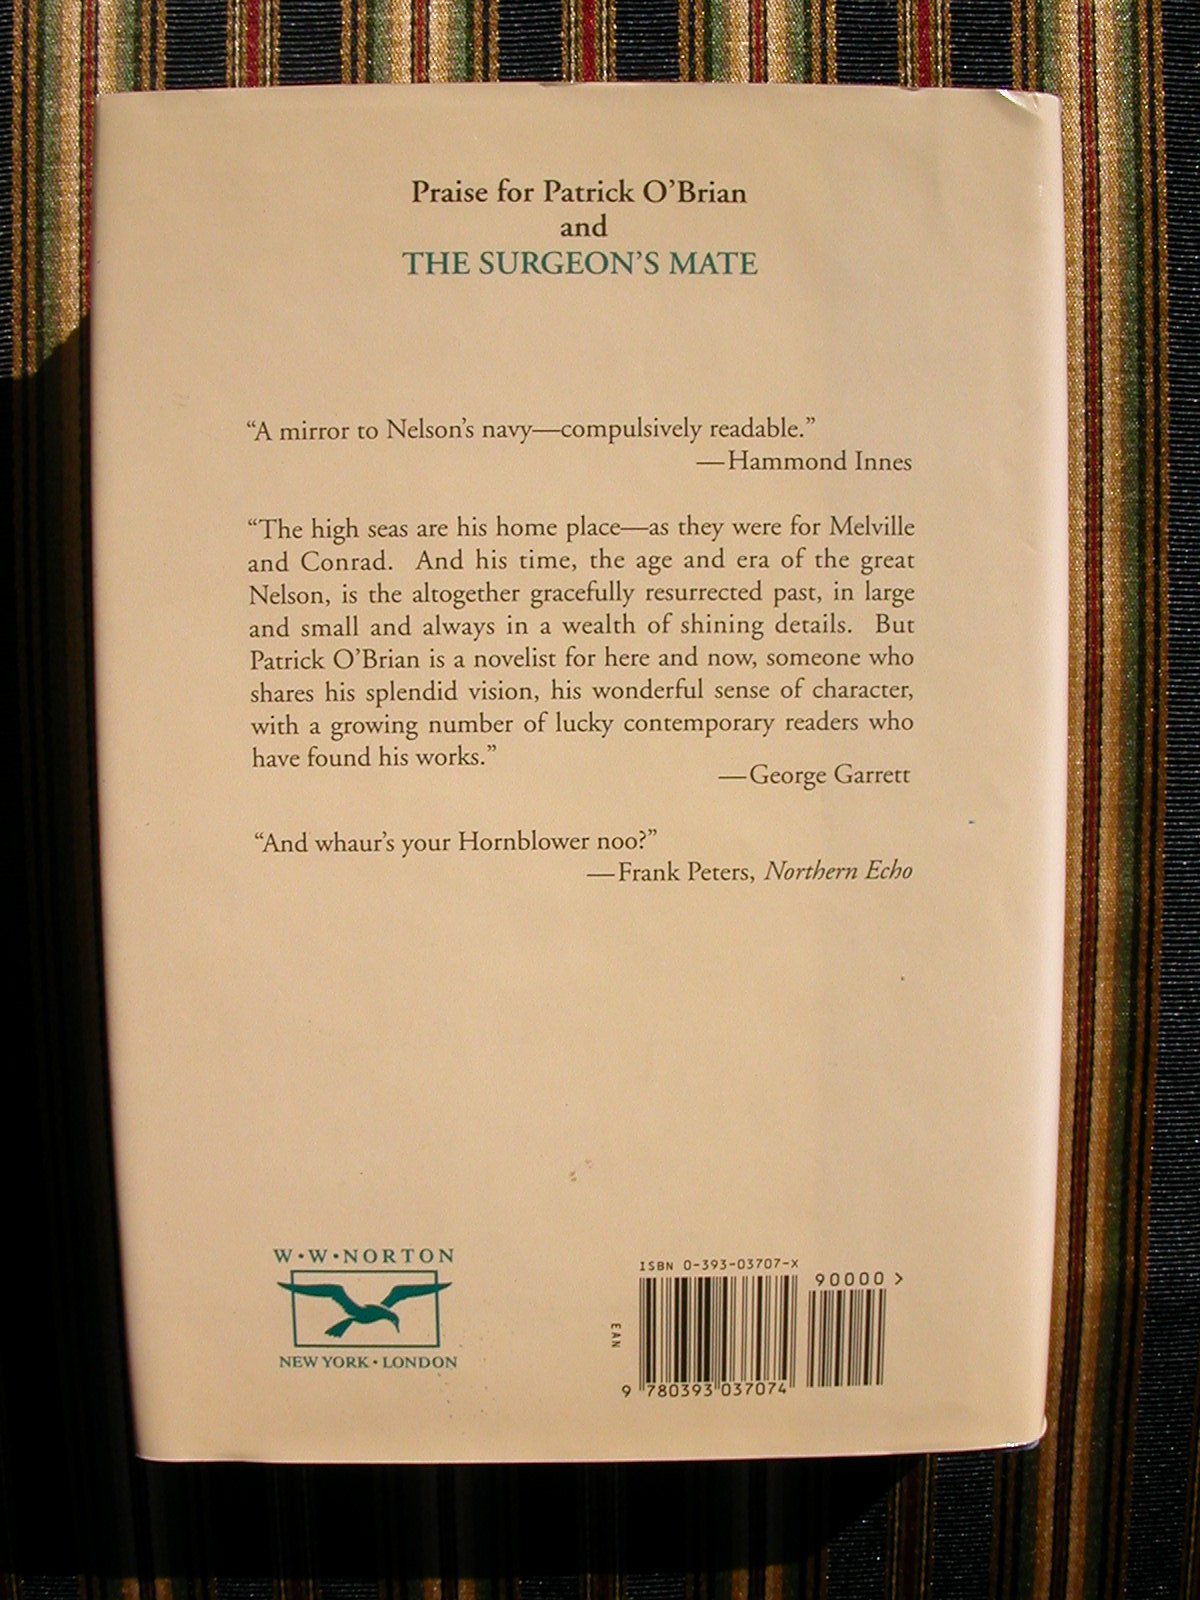 Praise for Patrick O’Brian
and
THE SURGEON’S MATE
“A mirror to Nelson’s navy—compulsively readable.”
—Hammond Innes
“The high seas are his home place—as they were for Melville
and Conrad. And his time, the age and era of the great
Nelson, is the altogether gracefully resurrected past, in large
and small and always in a wealth of shining details. But
Patrick O’Brian is a novelist for here and now, someone who
shares his splendid vision, his wonderful sense of character,
with a growing number of lucky contemporary readers who
have found his works.”
—George Garrett
“And whaur’s your Hornblower noo?”
—Frank Peters, Northern Echo
W·W·NORTON
NEW YORK·LONDON
ISBN 0-393-03707-X
90000 >
EAN
9 780393 037074